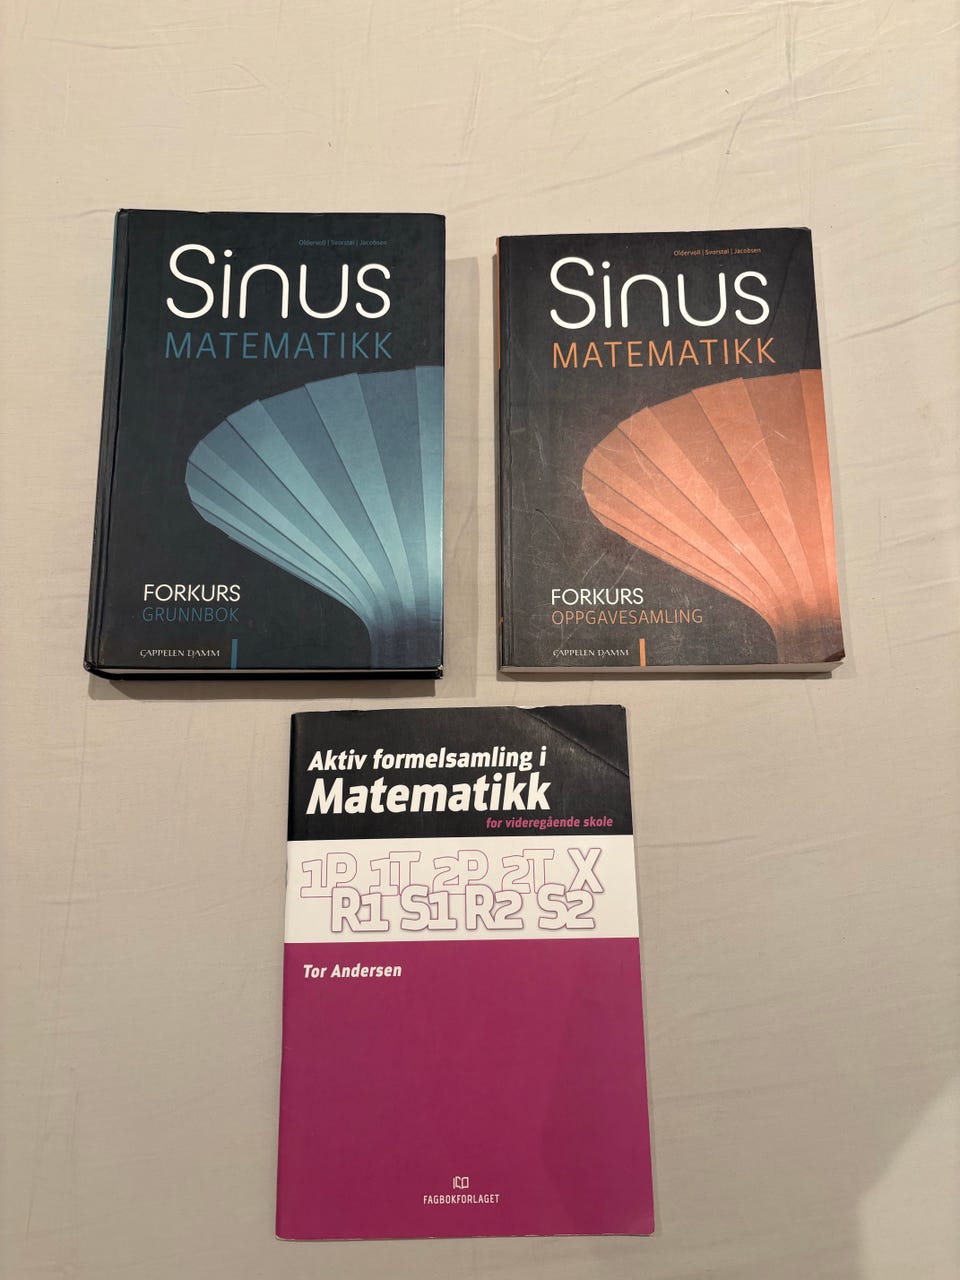 Oldervoll | Svorstøl | Jacobsen
Sinus
MATEMATIKK
FORKURS
GRUNNBOK
CAPPELEN DAMM
Oldervoll | Svorstøl | Jacobsen
Sinus
MATEMATIKK
FORKURS
OPPGAVESAMLING
CAPPELEN DAMM
Aktiv formelsamling i
Matematikk
for videregående skole
1P 1T 2P 2T X
R1 S1 R2 S2
Tor Andersen
FAGBOKFORLAGET